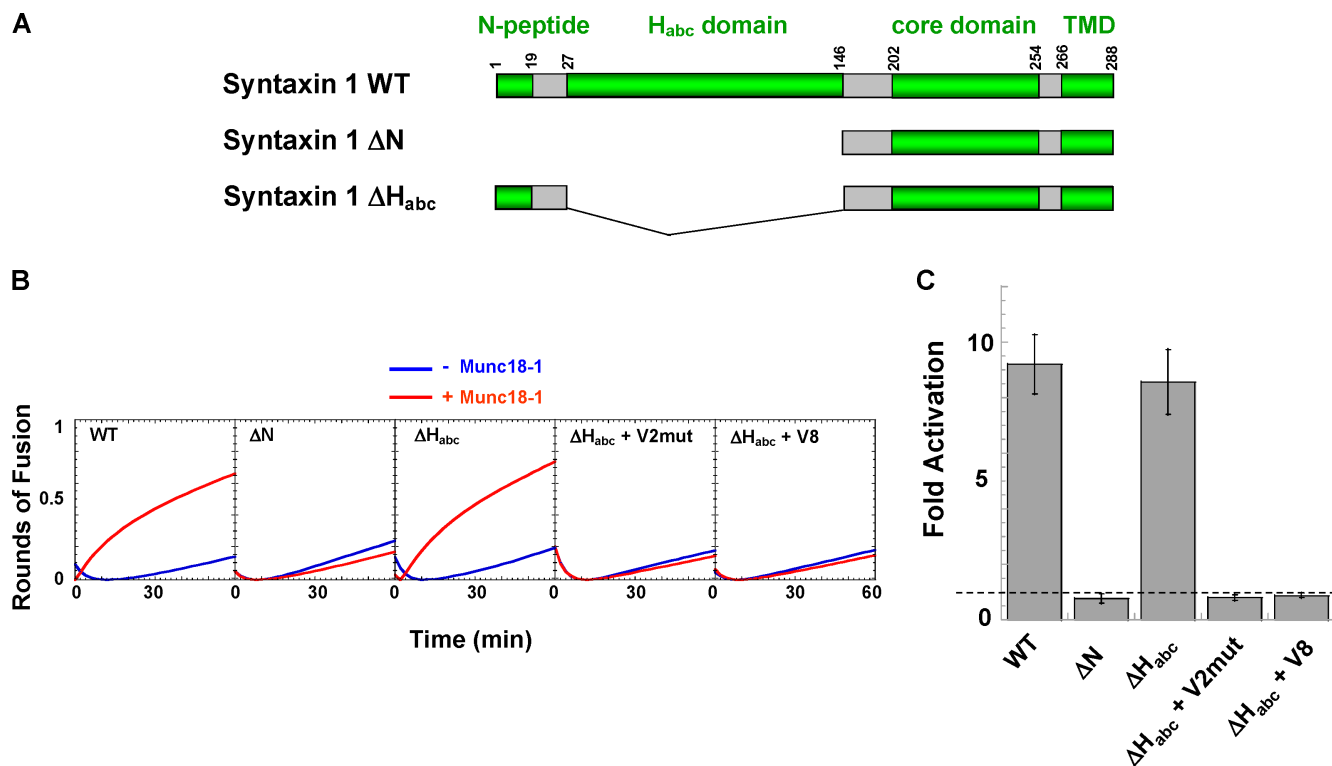 A
N-peptide Habc domain core domain TMD
1 19 27 146 202 254 266 288
Syntaxin 1 WT
Syntaxin 1 ΔN
Syntaxin 1 ΔHabc
B
- Munc18-1
+ Munc18-1
WT ΔN ΔHabc ΔHabc + V2mut ΔHabc + V8
Rounds of Fusion
1
0.5
0
0 30 0 30 0 30 0 30 0 30 60
Time (min)
C
Fold Activation
10
5
0
WT
ΔN
ΔHabc
ΔHabc + V2mut
ΔHabc + V8